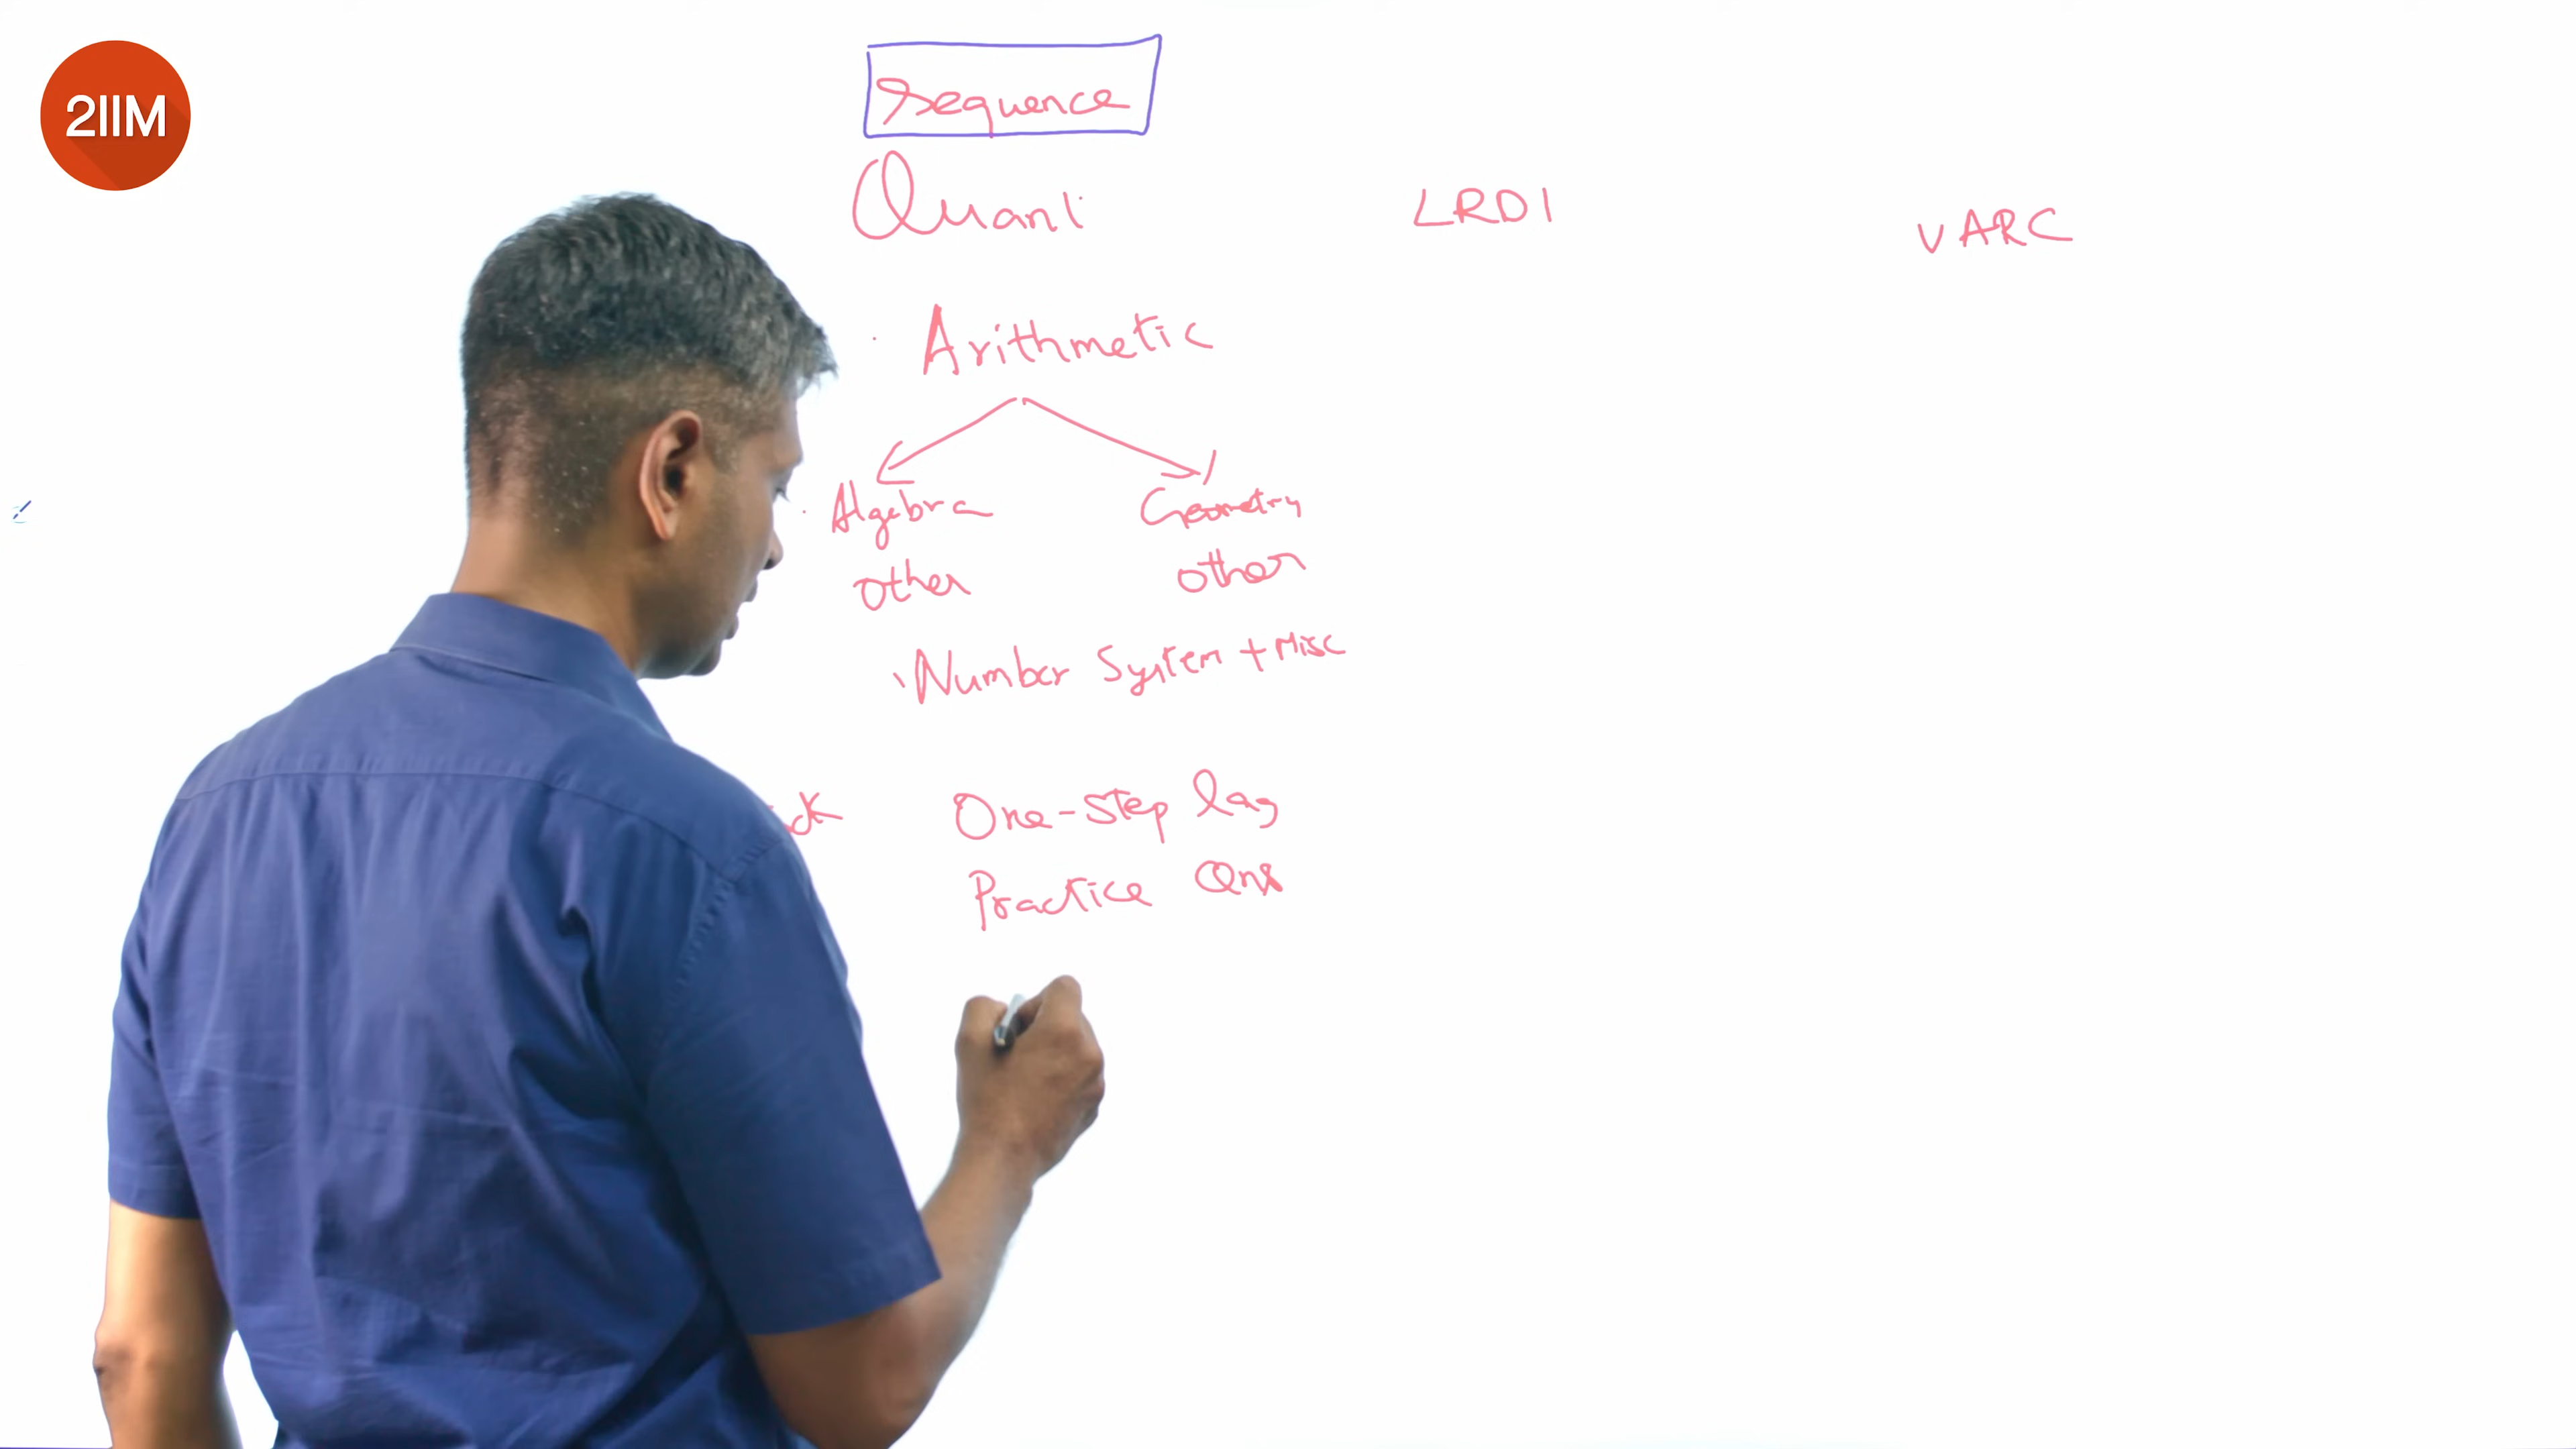 2IIM
Sequence
Quant LRDI VARC
Arithmetic
Algebra Geometry
other other
Number System + Misc
One-Step lag
Practice Qns